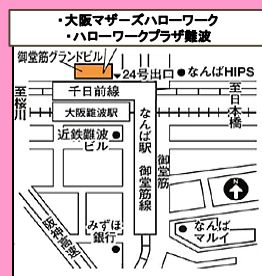 ・大阪マザーズハローワーク
・ハローワークプラザ難波
御堂筋グランドビル
24号出口
なんばHIPS
至桜川
千日前線
至日本橋
大阪難波駅
近鉄難波
ビル
なんば駅 御堂筋線
御堂筋
阪神高速
みずほ
銀行
なんば
マルイ